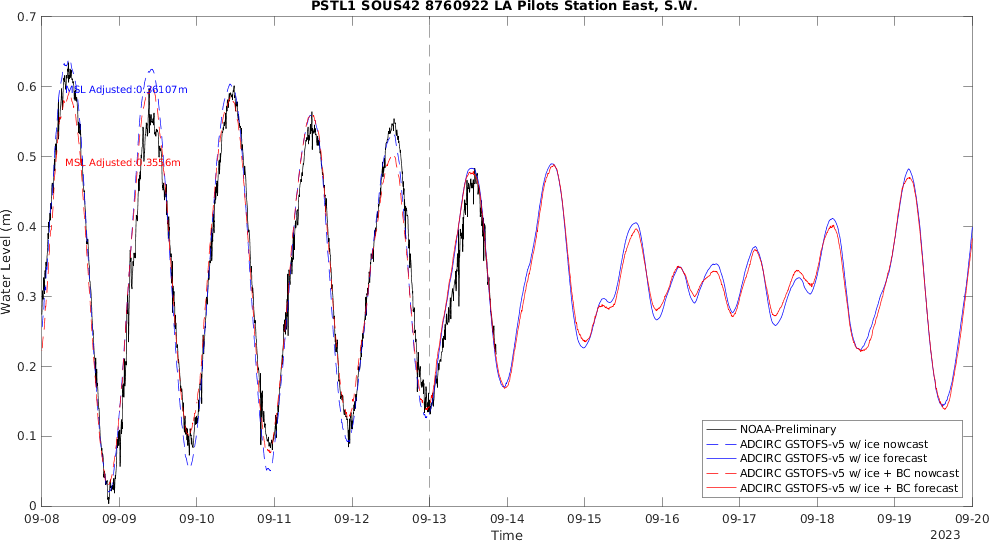 PSTL1 SOUS42 8760922 LA Pilots Station East, S.W.
0.7
0.6
0.5
0.4
0.3
0.2
0.1
0
Water Level (m)
MSL Adjusted:0.36107m
MSL Adjusted:0.3556m
NOAA-Preliminary
ADCIRC GSTOFS-v5 w/ ice nowcast
ADCIRC GSTOFS-v5 w/ ice forecast
ADCIRC GSTOFS-v5 w/ ice + BC nowcast
ADCIRC GSTOFS-v5 w/ ice + BC forecast
09-08 09-09 09-10 09-11 09-12 09-13 09-14 09-15 09-16 09-17 09-18 09-19 09-20
Time
2023